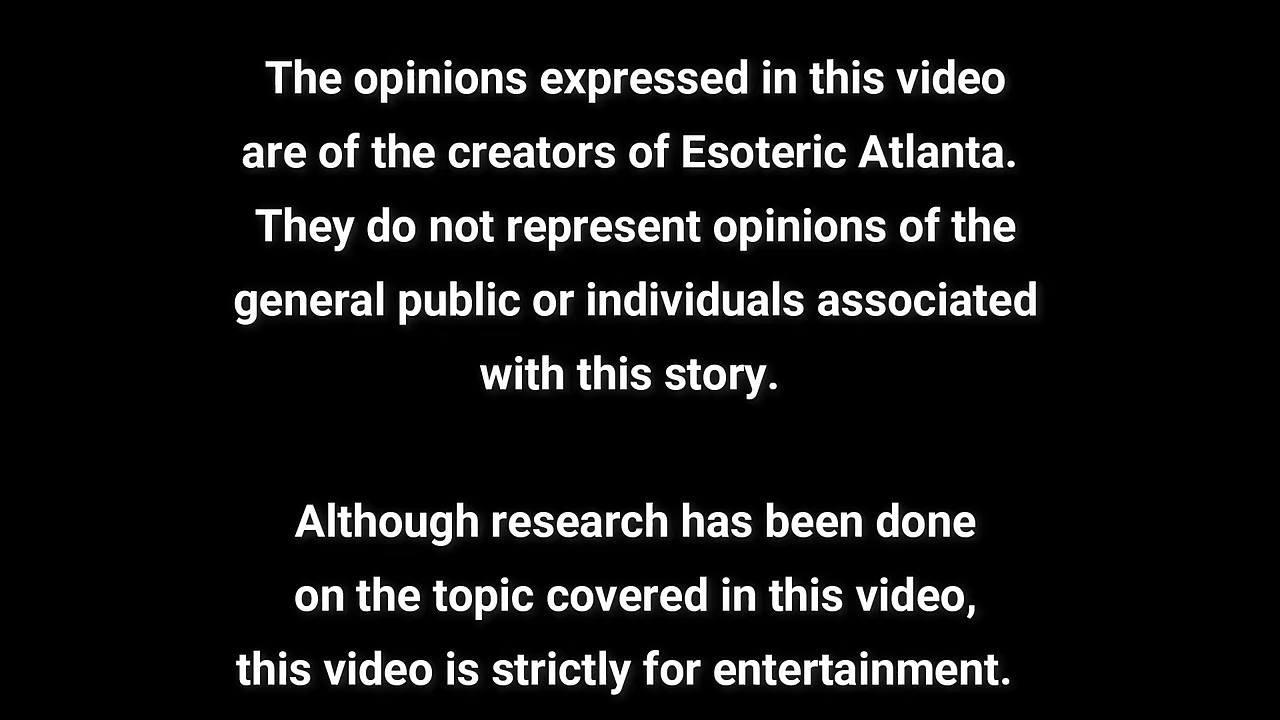 The opinions expressed in this video
are of the creators of Esoteric Atlanta.
They do not represent opinions of the
general public or individuals associated
with this story.
Although research has been done
on the topic covered in this video,
this video is strictly for entertainment.